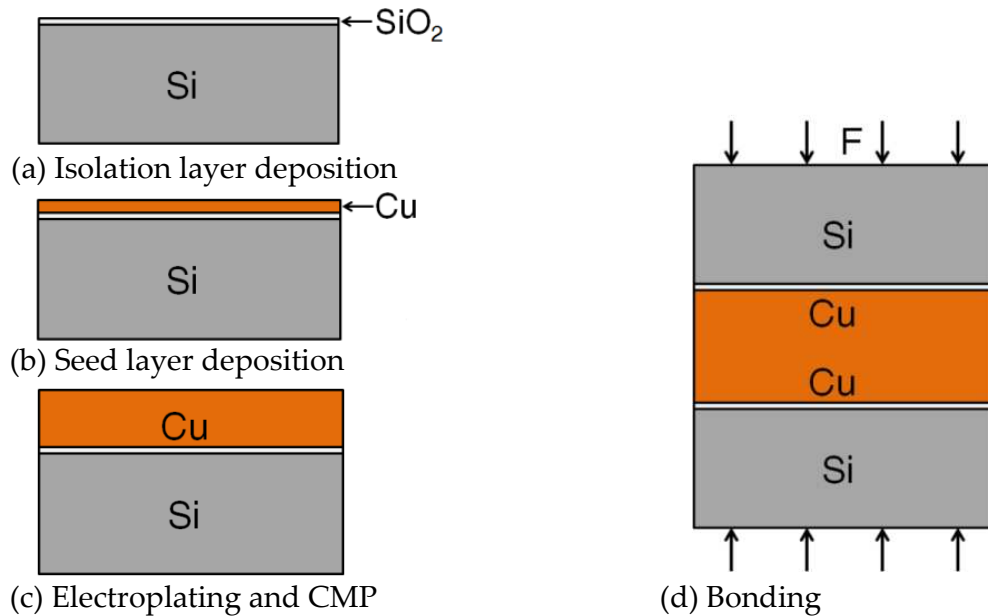 SiO₂
Si
(a) Isolation layer deposition
Cu
Si
(b) Seed layer deposition
Cu
Si
(c) Electroplating and CMP
F
Si
Cu
Cu
Si
(d) Bonding